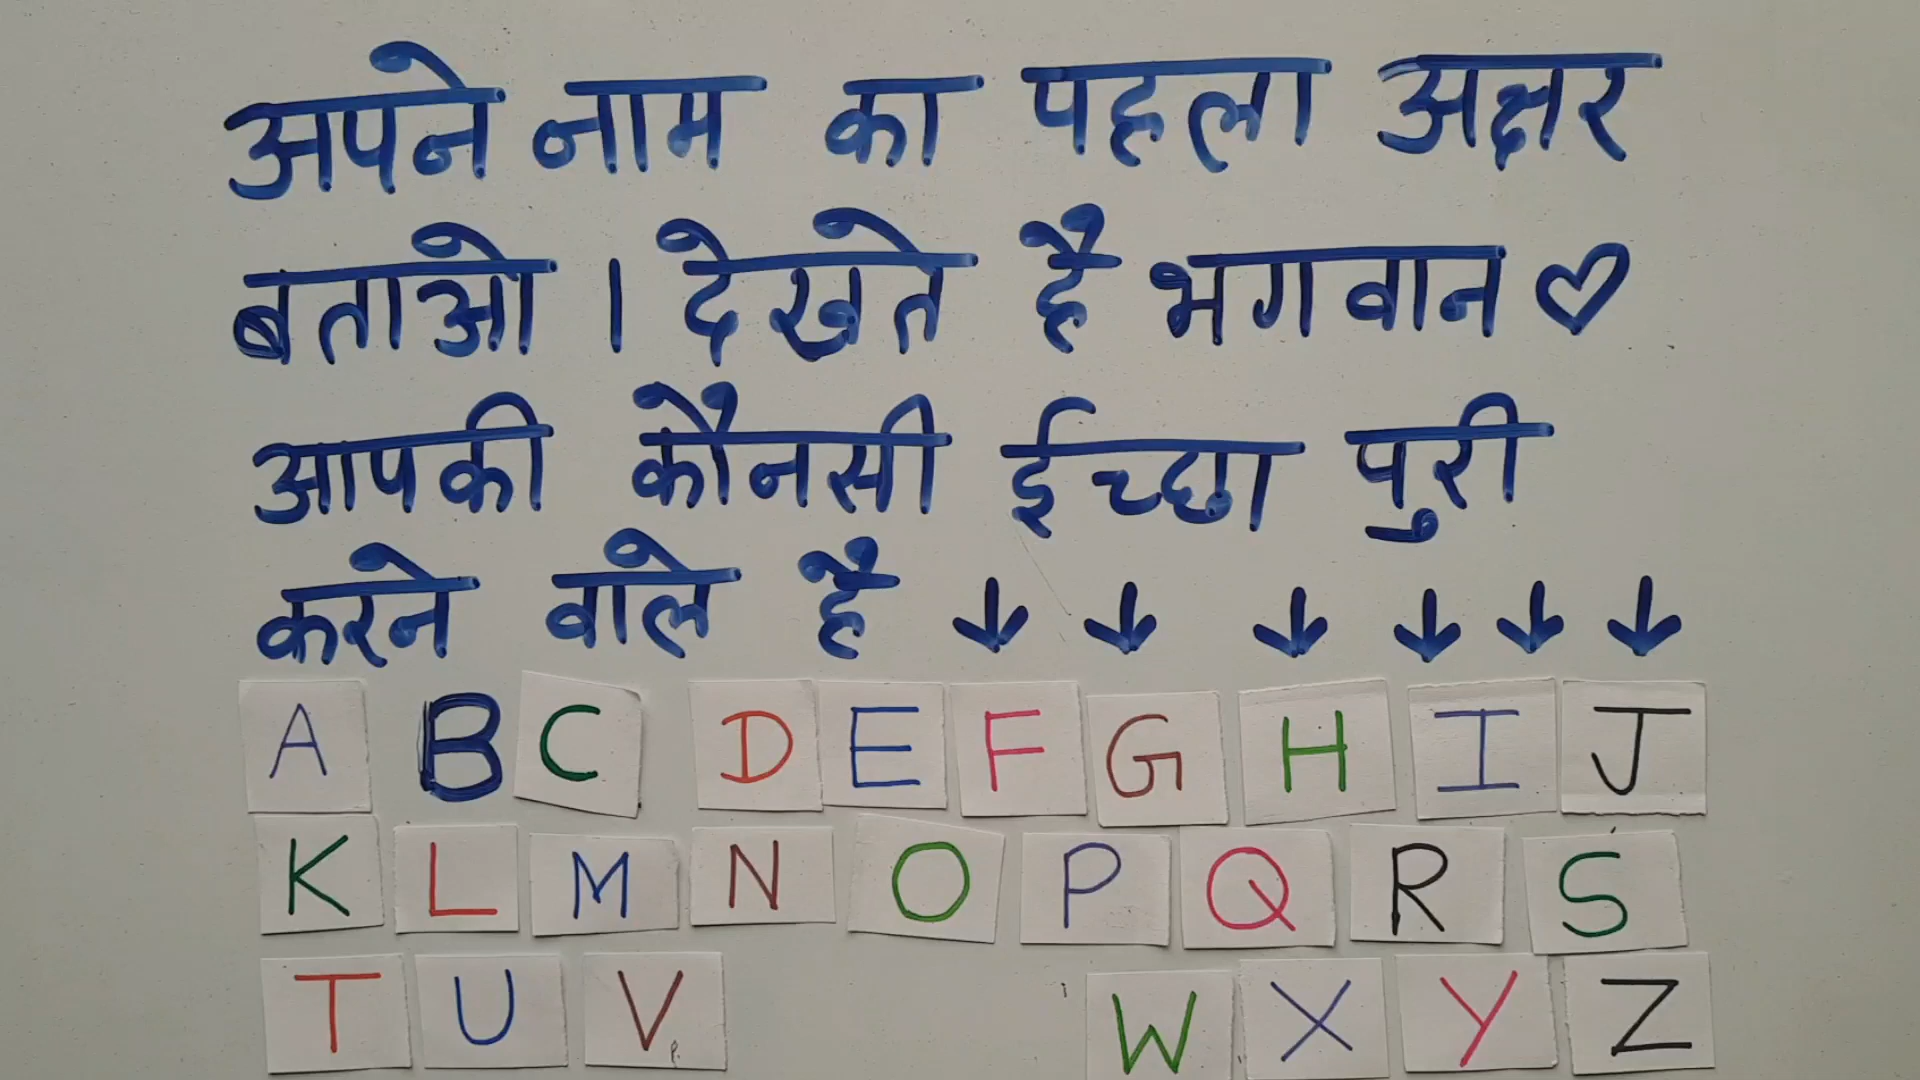 अपने नाम का पहला अक्षर
बताओ । देखते है भगवान ♡
आपकी कौनसी ईच्छा पुरी
करने वाले है ↓ ↓ ↓ ↓ ↓ ↓
A B C D E F G H I J
K L M N O P Q R S
T U V W X Y Z